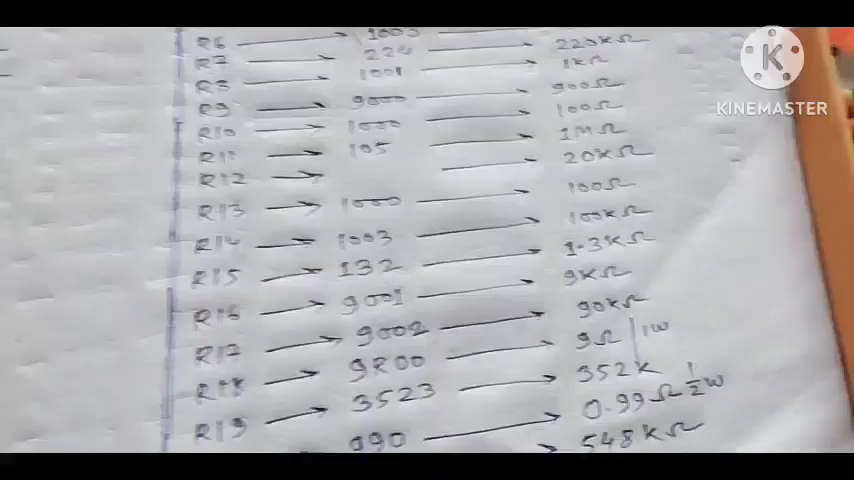 R6 → 1003
R7 → 224 → 220KΩ
R8 → 1001 → 1KΩ
R9 → 9000 → 900Ω
R10 → 1000 → 100Ω
R11 → 105 → 1MΩ
R12 → → 20KΩ
R13 → 1000 → 100Ω
R14 → 1003 → 100KΩ
R15 → 132 → 1.3KΩ
R16 → 9001 → 9KΩ
R17 → 9002 → 90KΩ
R18 → 9R00 → 9Ω / 1W
R19 → 3523 → 352K
990 → 0.99Ω 1/2W
→ 548KΩ
K
KINEMASTER